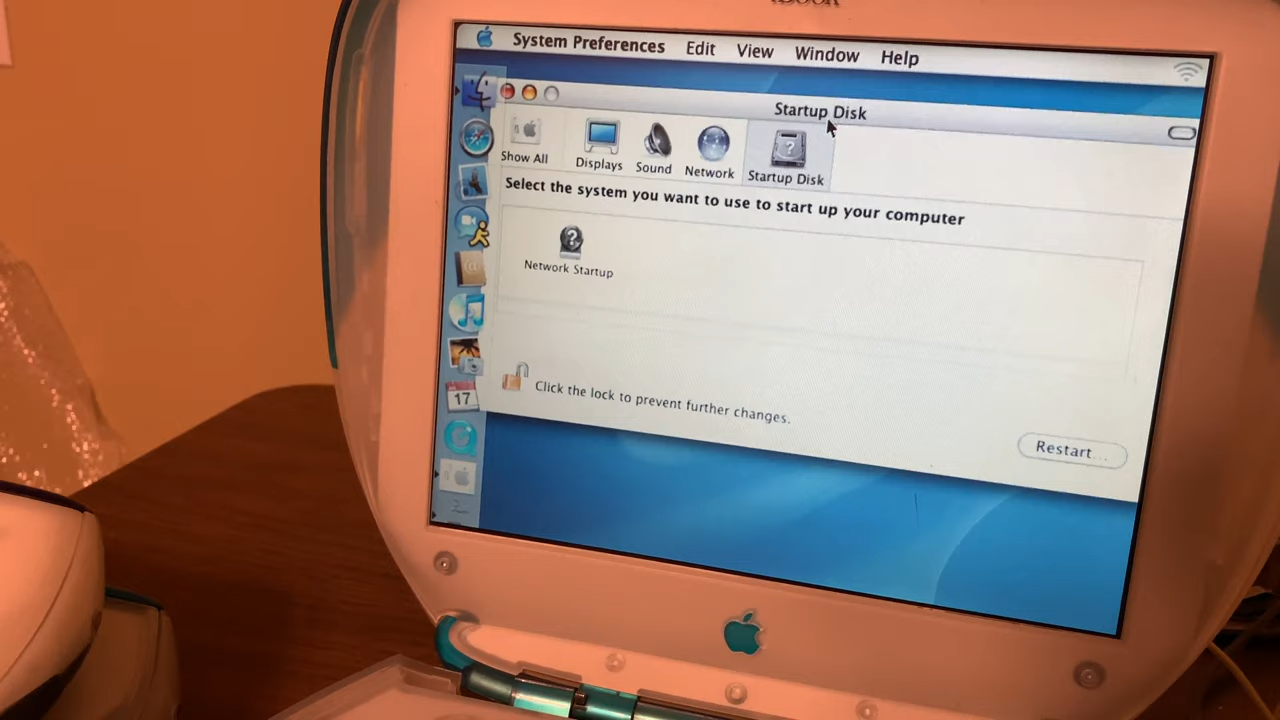 iBOOK
System Preferences Edit View Window Help
Startup Disk
Show All Displays Sound Network Startup Disk
Select the system you want to use to start up your computer
Network Startup
Click the lock to prevent further changes.
17
Restart...